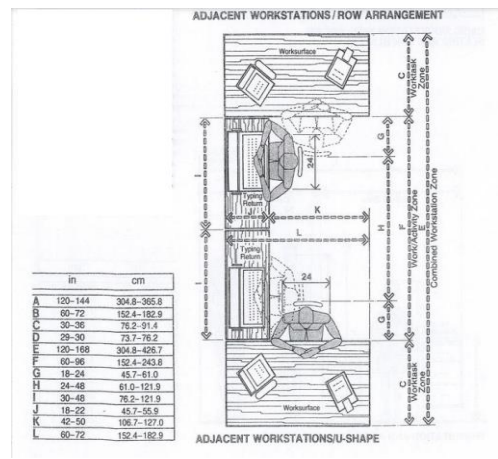 ADJACENT WORKSTATIONS/ROW ARRANGEMENT
Worksurface
C
Worktask
Zone
G
24
I
Typing
Return
J
K
L
H
F
Work/Activity Zone
E
Combined Workstation Zone
Typing
Return
I
24
G
C
Worktask
Zone
Worksurface
ADJACENT WORKSTATIONS/U-SHAPE
in cm
A 120-144 304.8-365.8
B 60-72 152.4-182.9
C 30-36 76.2-91.4
D 29-30 73.7-76.2
E 120-168 304.8-426.7
F 60-96 152.4-243.8
G 18-24 45.7-61.0
H 24-48 61.0-121.9
I 30-48 76.2-121.9
J 18-22 45.7-55.9
K 42-50 106.7-127.0
L 60-72 152.4-182.9